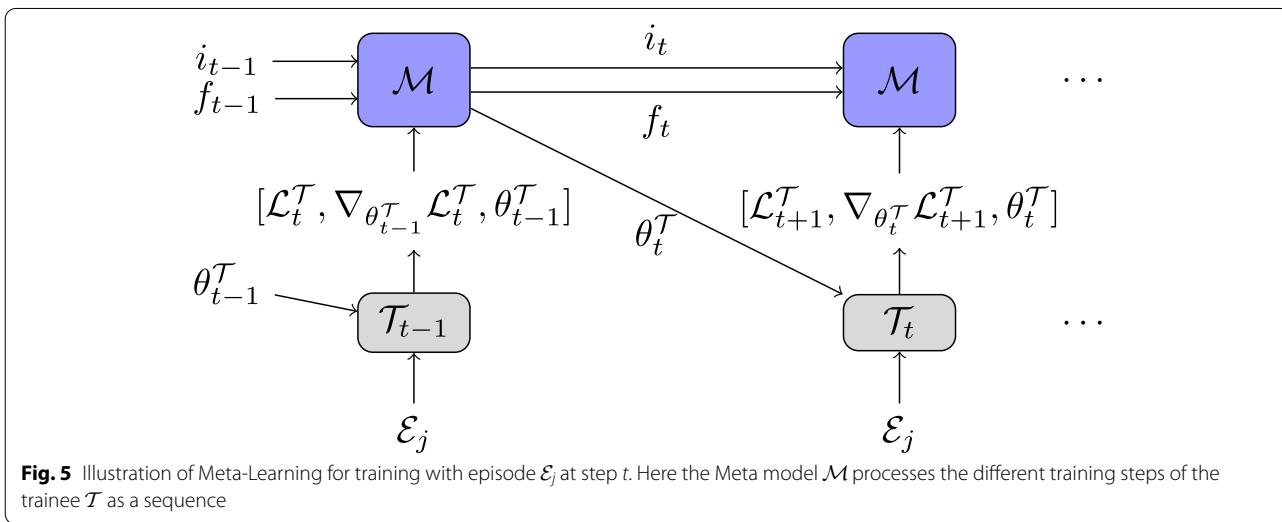 i_{t−1}
f_{t−1}
ℳ
i_t
f_t
ℳ
⋯
[ℒ_t^𝒯, ∇_{θ_{t−1}^𝒯} ℒ_t^𝒯, θ_{t−1}^𝒯]
θ_t^𝒯
[ℒ_{t+1}^𝒯, ∇_{θ_t^𝒯} ℒ_{t+1}^𝒯, θ_t^𝒯]
θ_{t−1}^𝒯
𝒯_{t−1}
𝒯_t
⋯
ℰ_j
ℰ_j
Fig. 5 Illustration of Meta-Learning for training with episode ℰ_j at step t. Here the Meta model ℳ processes the different training steps of the
trainee 𝒯 as a sequence